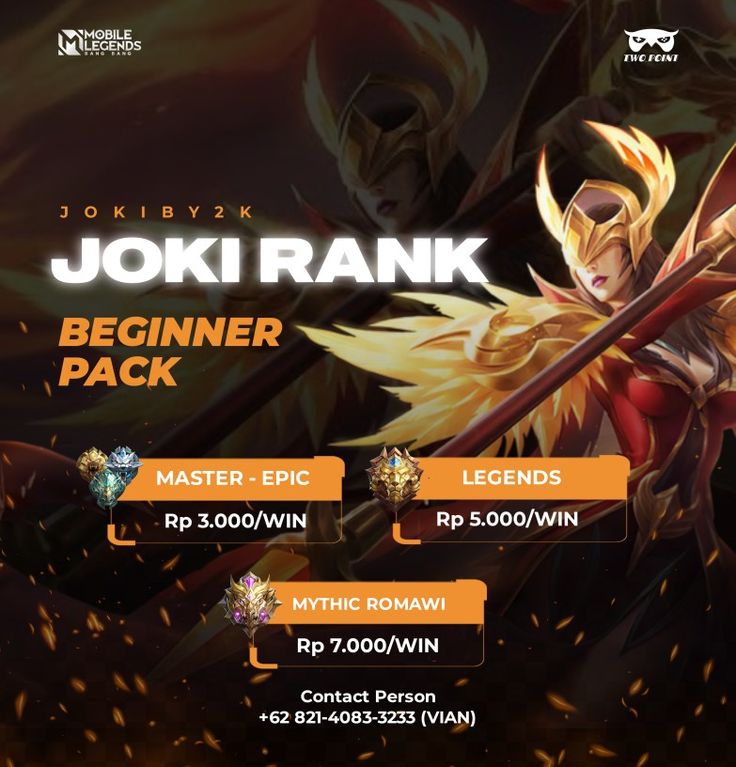 MOBILE
LEGENDS
BANG BANG
TWO POINT
JOKIBY2K
JOKI RANK
BEGINNER
PACK
MASTER - EPIC
Rp 3.000/WIN
LEGENDS
Rp 5.000/WIN
MYTHIC ROMAWI
Rp 7.000/WIN
Contact Person
+62 821-4083-3233 (VIAN)